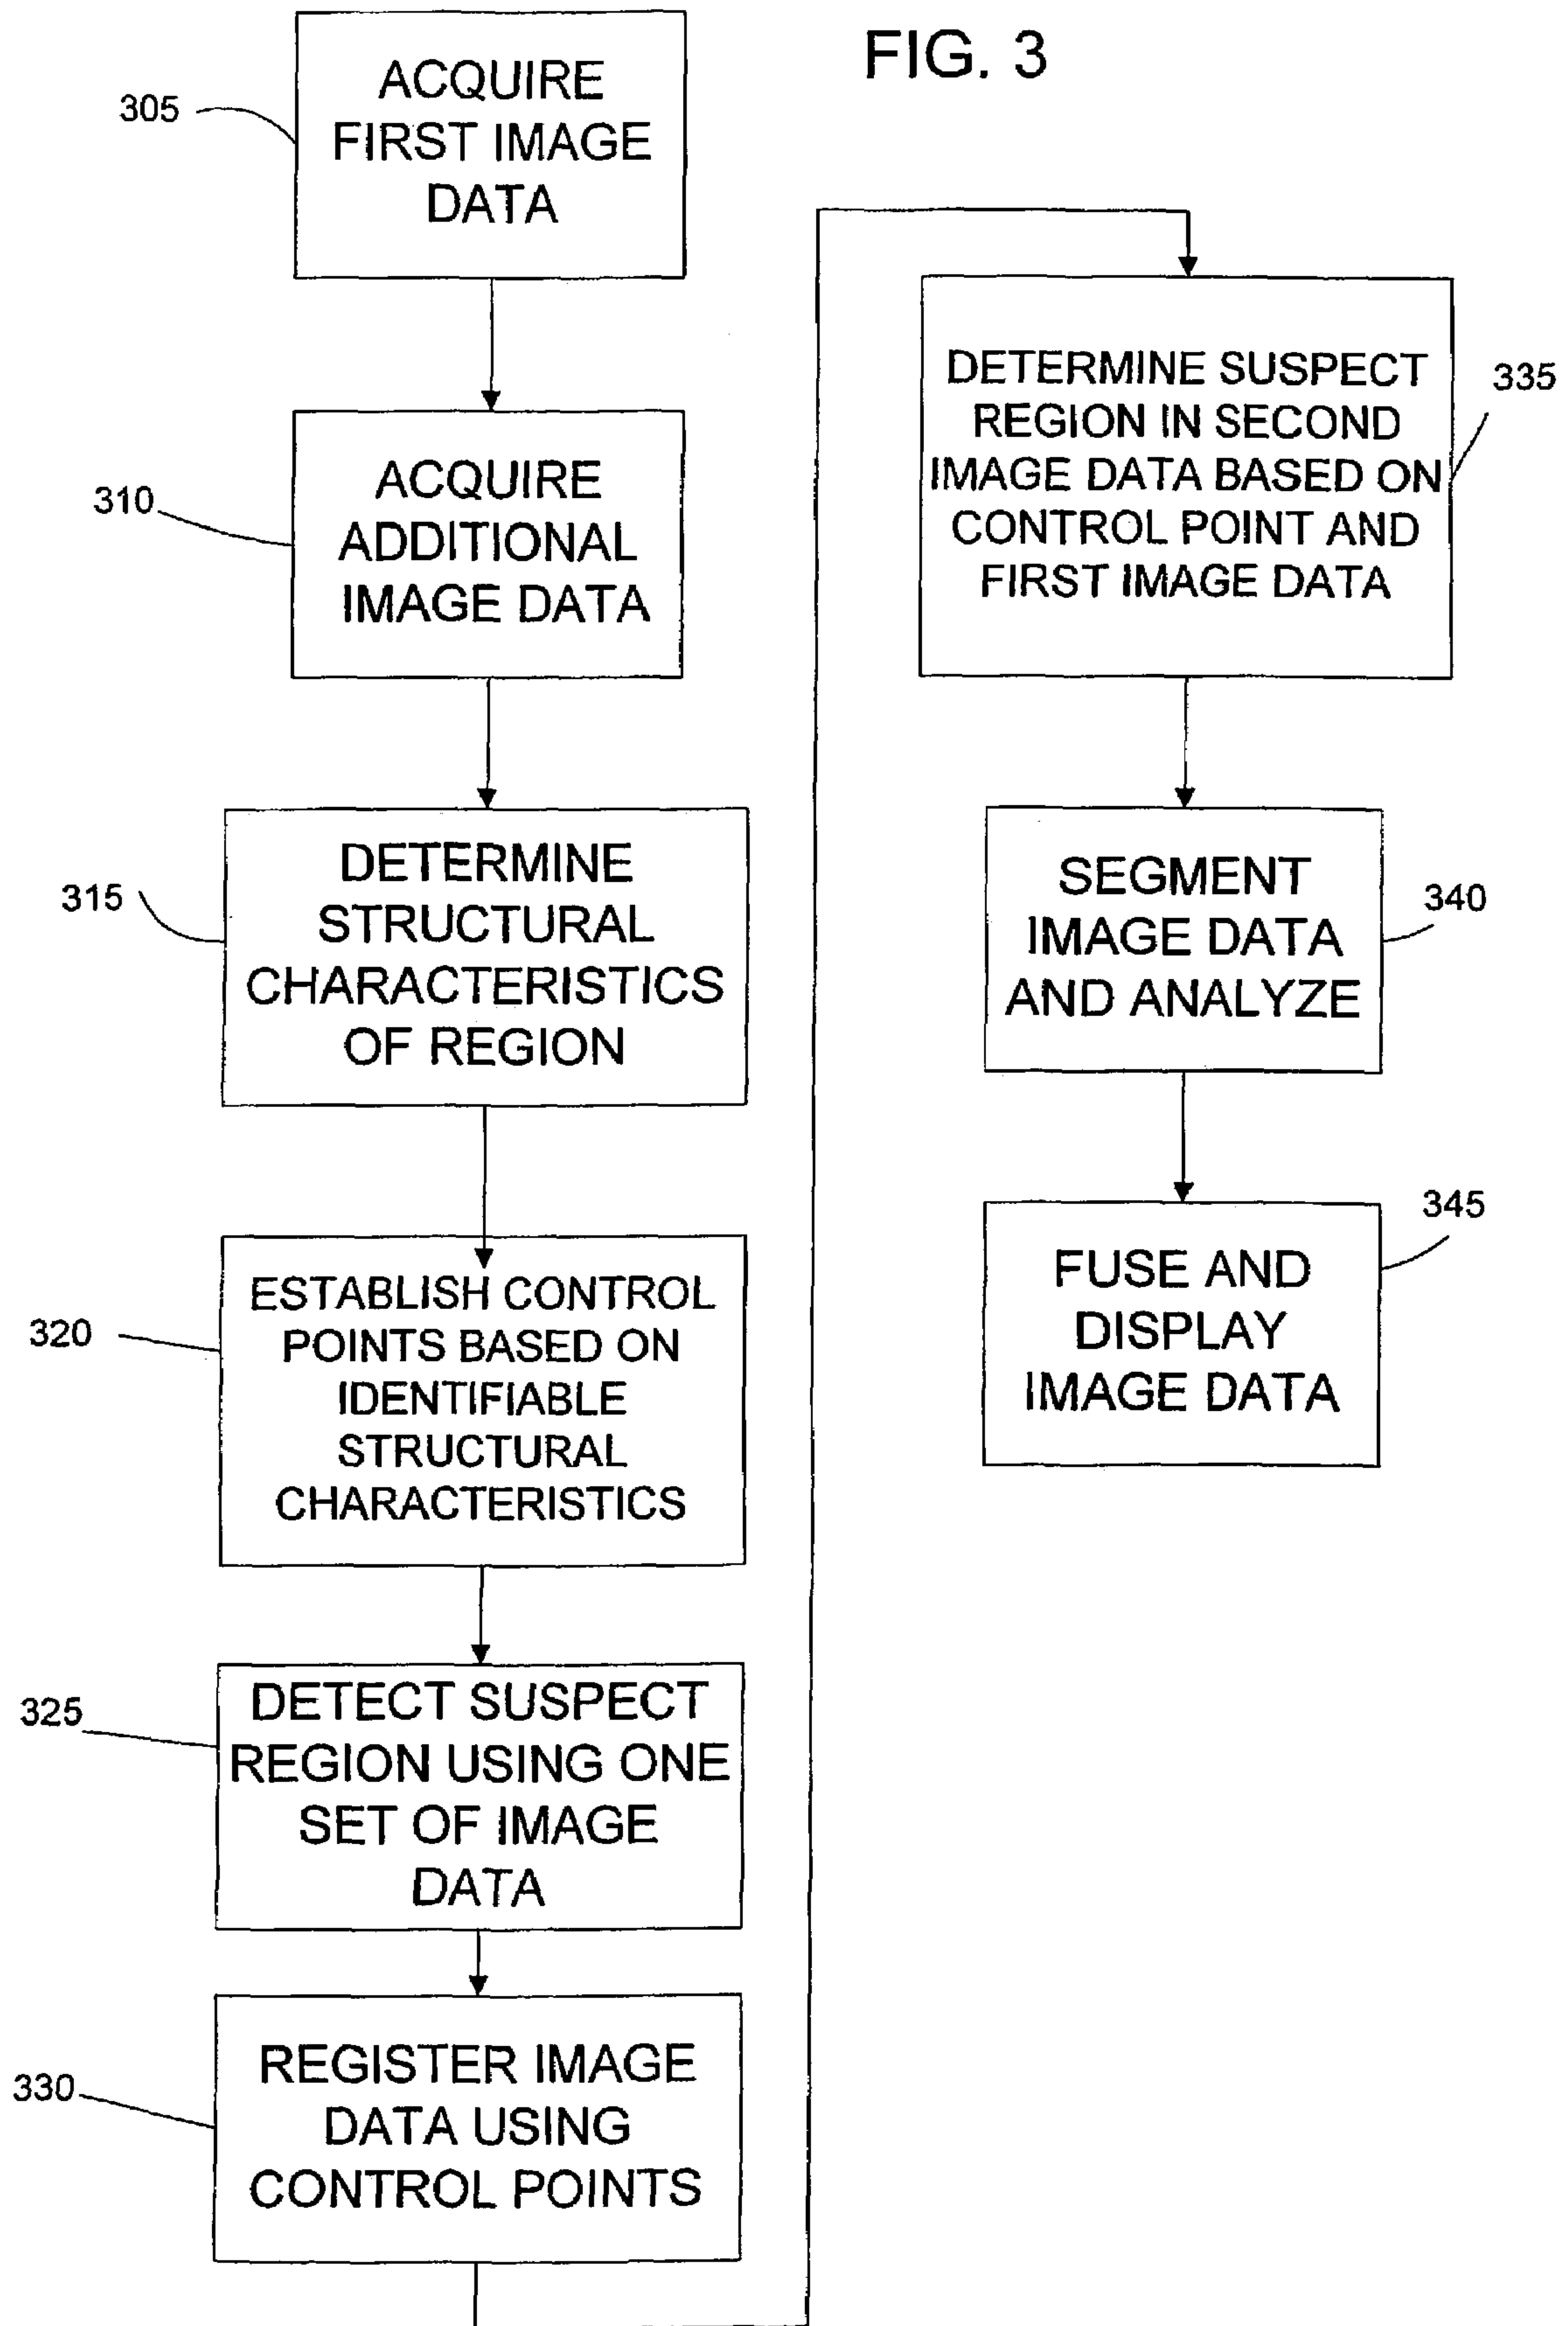 FIG. 3
305
ACQUIRE
FIRST IMAGE
DATA
310
ACQUIRE
ADDITIONAL
IMAGE DATA
315
DETERMINE
STRUCTURAL
CHARACTERISTICS
OF REGION
320
ESTABLISH CONTROL
POINTS BASED ON
IDENTIFIABLE
STRUCTURAL
CHARACTERISTICS
325
DETECT SUSPECT
REGION USING ONE
SET OF IMAGE
DATA
330
REGISTER IMAGE
DATA USING
CONTROL POINTS
335
DETERMINE SUSPECT
REGION IN SECOND
IMAGE DATA BASED ON
CONTROL POINT AND
FIRST IMAGE DATA
340
SEGMENT
IMAGE DATA
AND ANALYZE
345
FUSE AND
DISPLAY
IMAGE DATA